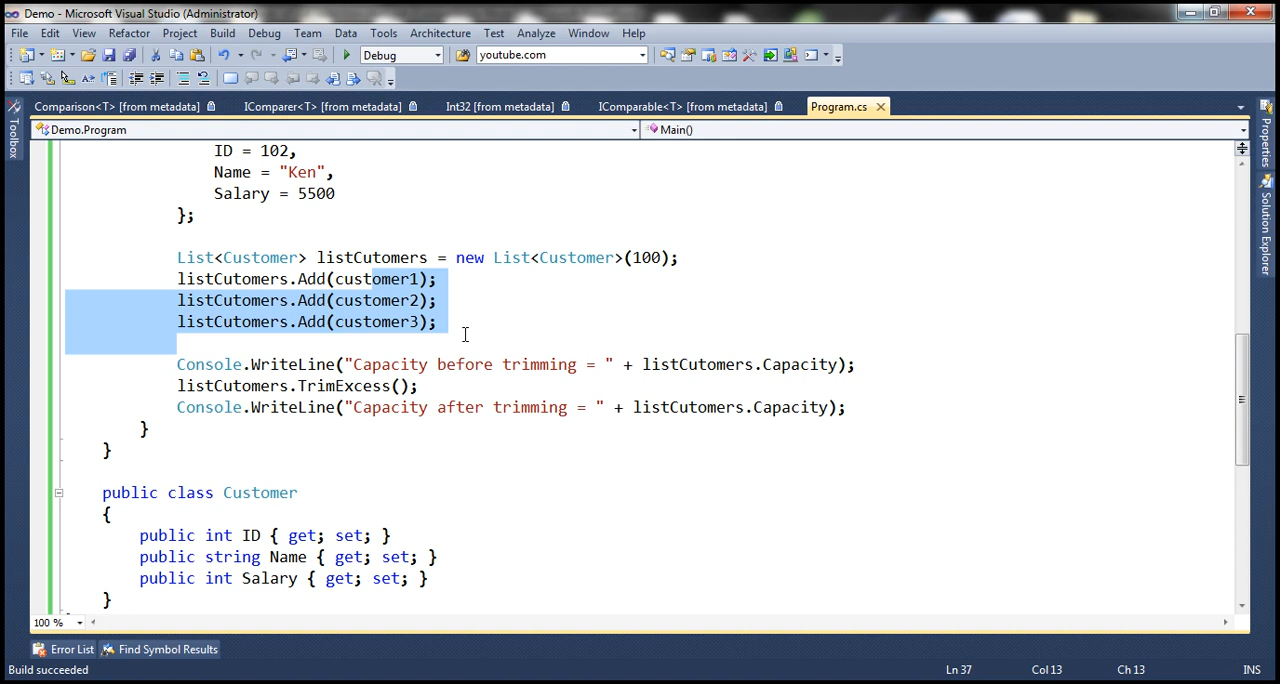 Demo - Microsoft Visual Studio (Administrator)
File Edit View Refactor Project Build Debug Team Data Tools Architecture Test Analyze Window Help
Debug youtube.com
Comparison<T> [from metadata] IComparer<T> [from metadata] Int32 [from metadata] IComparable<T> [from metadata] Program.cs
Toolbox
Demo.Program Main()
Properties
Solution Explorer
ID = 102,
Name = "Ken",
Salary = 5500
};
List<Customer> listCutomers = new List<Customer>(100);
listCutomers.Add(customer1);
listCutomers.Add(customer2);
listCutomers.Add(customer3);
Console.WriteLine("Capacity before trimming = " + listCutomers.Capacity);
listCutomers.TrimExcess();
Console.WriteLine("Capacity after trimming = " + listCutomers.Capacity);
}
}
public class Customer
{
public int ID { get; set; }
public string Name { get; set; }
public int Salary { get; set; }
}
100 %
Error List Find Symbol Results
Build succeeded Ln 37 Col 13 Ch 13 INS